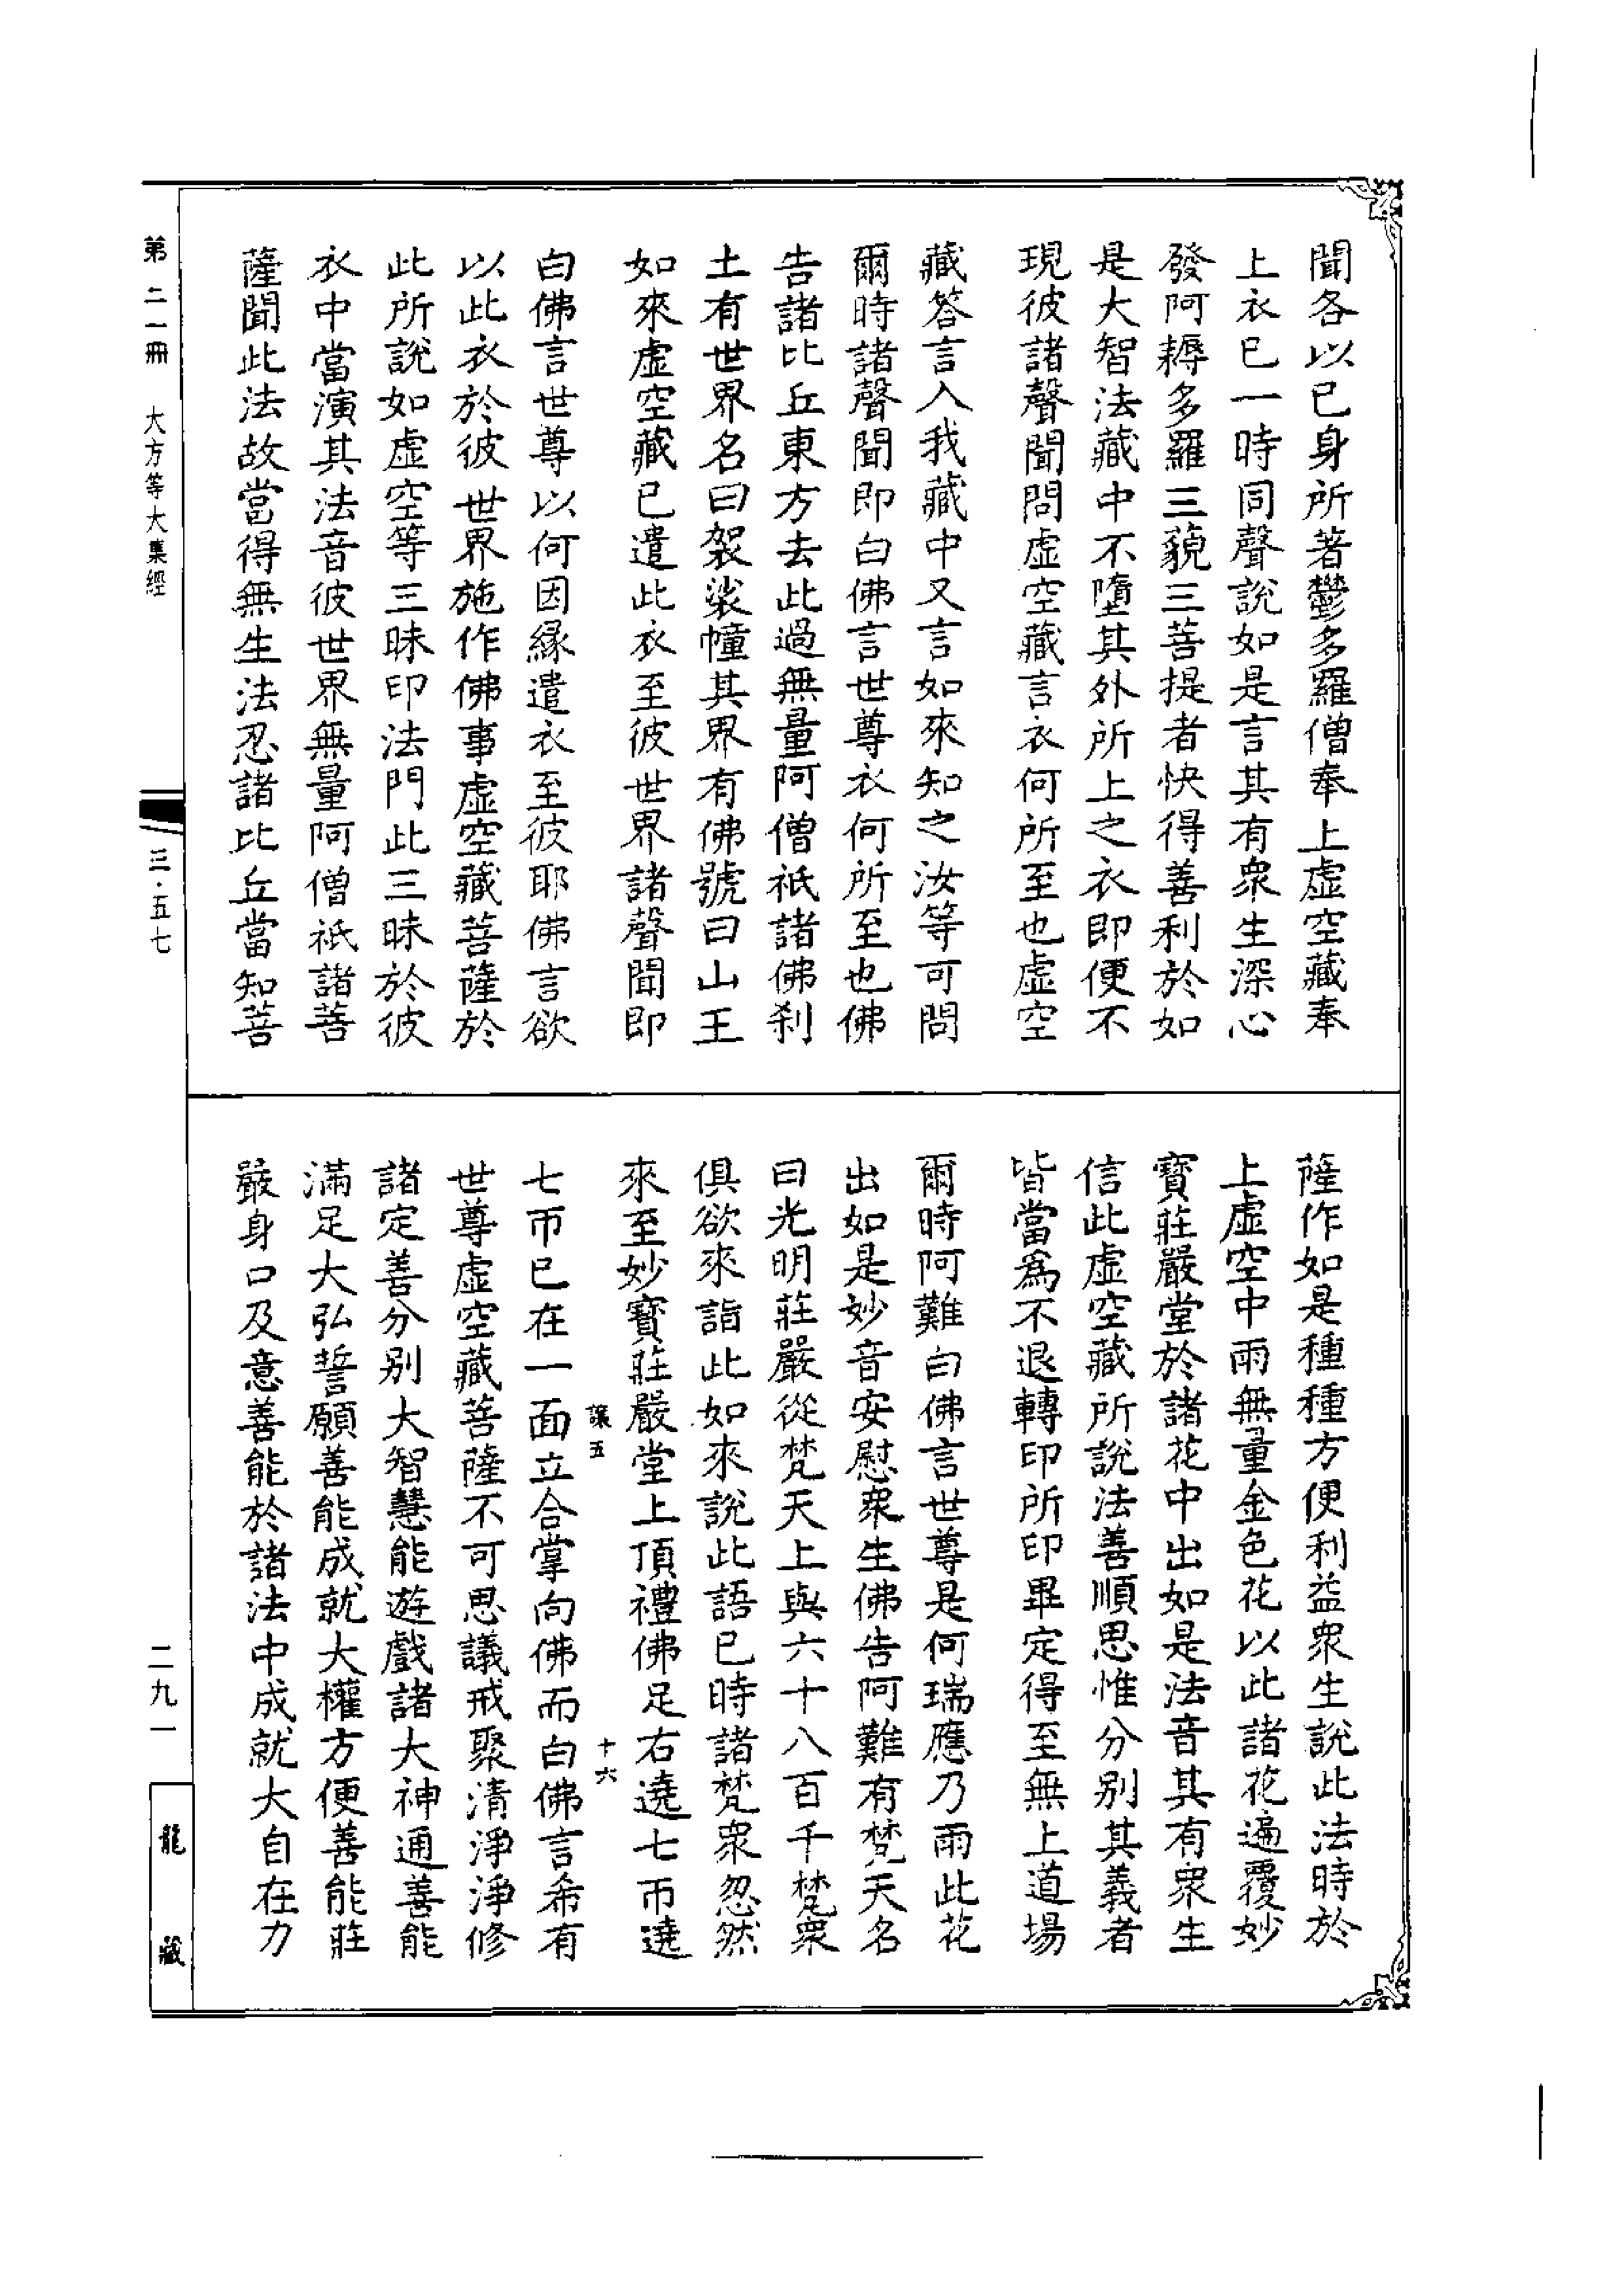 聞各以已身所著鬱多羅僧奉上虛空藏奉
上衣已一時同聲說如是言其有衆生深心
發阿耨多羅三藐三菩提者快得善利於如
是大智法藏中不墮其外所上之衣即便不
現彼諸聲聞問虛空藏言衣何所至也虛空
藏答言入我藏中又言如來知之汝等可問
爾時諸聲聞即白佛言世尊衣何所至也佛
告諸比丘東方去此過無量阿僧祇諸佛刹
土有世界名曰袈裟幢其界有佛號曰山王
如來虛空藏已遣此衣至彼世界諸聲聞即
白佛言世尊以何因緣遣衣至彼耶佛言欲
以此衣於彼世界施作佛事虛空藏菩薩於
此所說如虛空等三昧印法門此三昧於彼
衣中當演其法音彼世界無量阿僧祇諸菩
薩聞此法故當得無生法忍諸比丘當知菩
薩作如是種種方便利益衆生說此法時於
上虛空中雨無量金色花以此諸花遍覆妙
寶莊嚴堂於諸花中出如是法音其有衆生
信此虛空藏所說法善順思惟分别其義者
皆當爲不退轉印所印畢定得至無上道場
爾時阿難白佛言世尊是何瑞應乃雨此花
出如是妙音安慰衆生佛告阿難有梵天名
曰光明莊嚴從梵天上與六十八百千梵衆
俱欲來詣此如來說此語已時諸梵衆忽然
來至妙寶莊嚴堂上頂禮佛足右遶七帀遶
讓五 十六
七帀已在一面立合掌向佛而白佛言希有
世尊虛空藏菩薩不可思議戒聚清淨淨修
諸定善分别大智慧能遊戲諸大神通善能
滿足大弘誓願善能成就大權方便善能莊
嚴身口及意善能於諸法中成就大自在力
第二一冊 大方等大集經
三·五七
二九一
龍藏